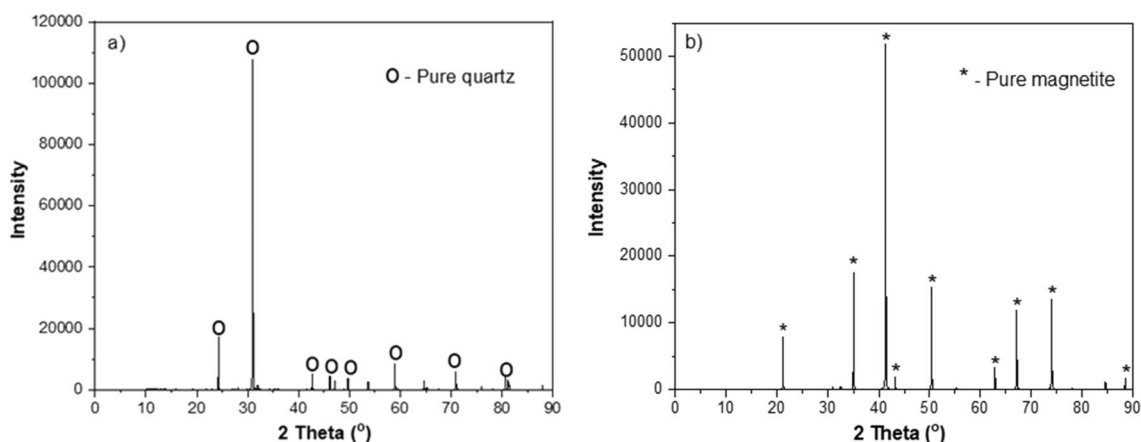 a)
O - Pure quartz
Intensity
120000
100000
80000
60000
40000
20000
0
0 10 20 30 40 50 60 70 80 90
2 Theta (°)
b)
* - Pure magnetite
Intensity
50000
40000
30000
20000
10000
0
0 10 20 30 40 50 60 70 80 90
2 Theta (°)